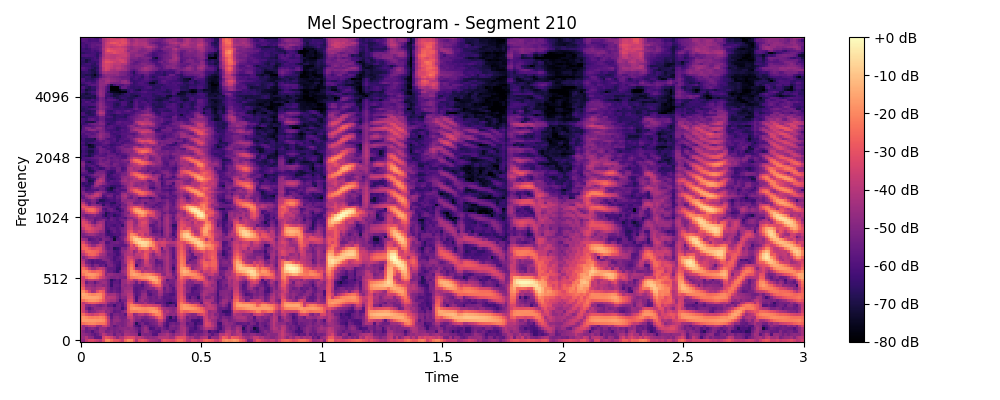 Mel Spectrogram - Segment 210
+0 dB
-10 dB
-20 dB
-30 dB
-40 dB
-50 dB
-60 dB
-70 dB
-80 dB
Frequency
4096
2048
1024
512
0
0
0.5
1
1.5
2
2.5
3
Time